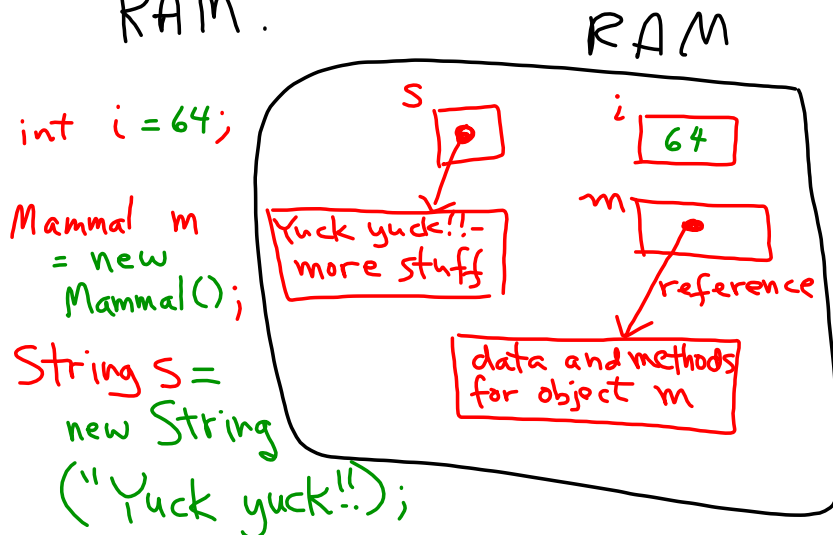 RAM.
RAM
int i = 64;
Mammal m
= new
Mammal();
String s =
new String
("Yuck yuck!!");
s
Yuck yuck!!-
more stuff
i
64
m
reference
data and methods
for object m